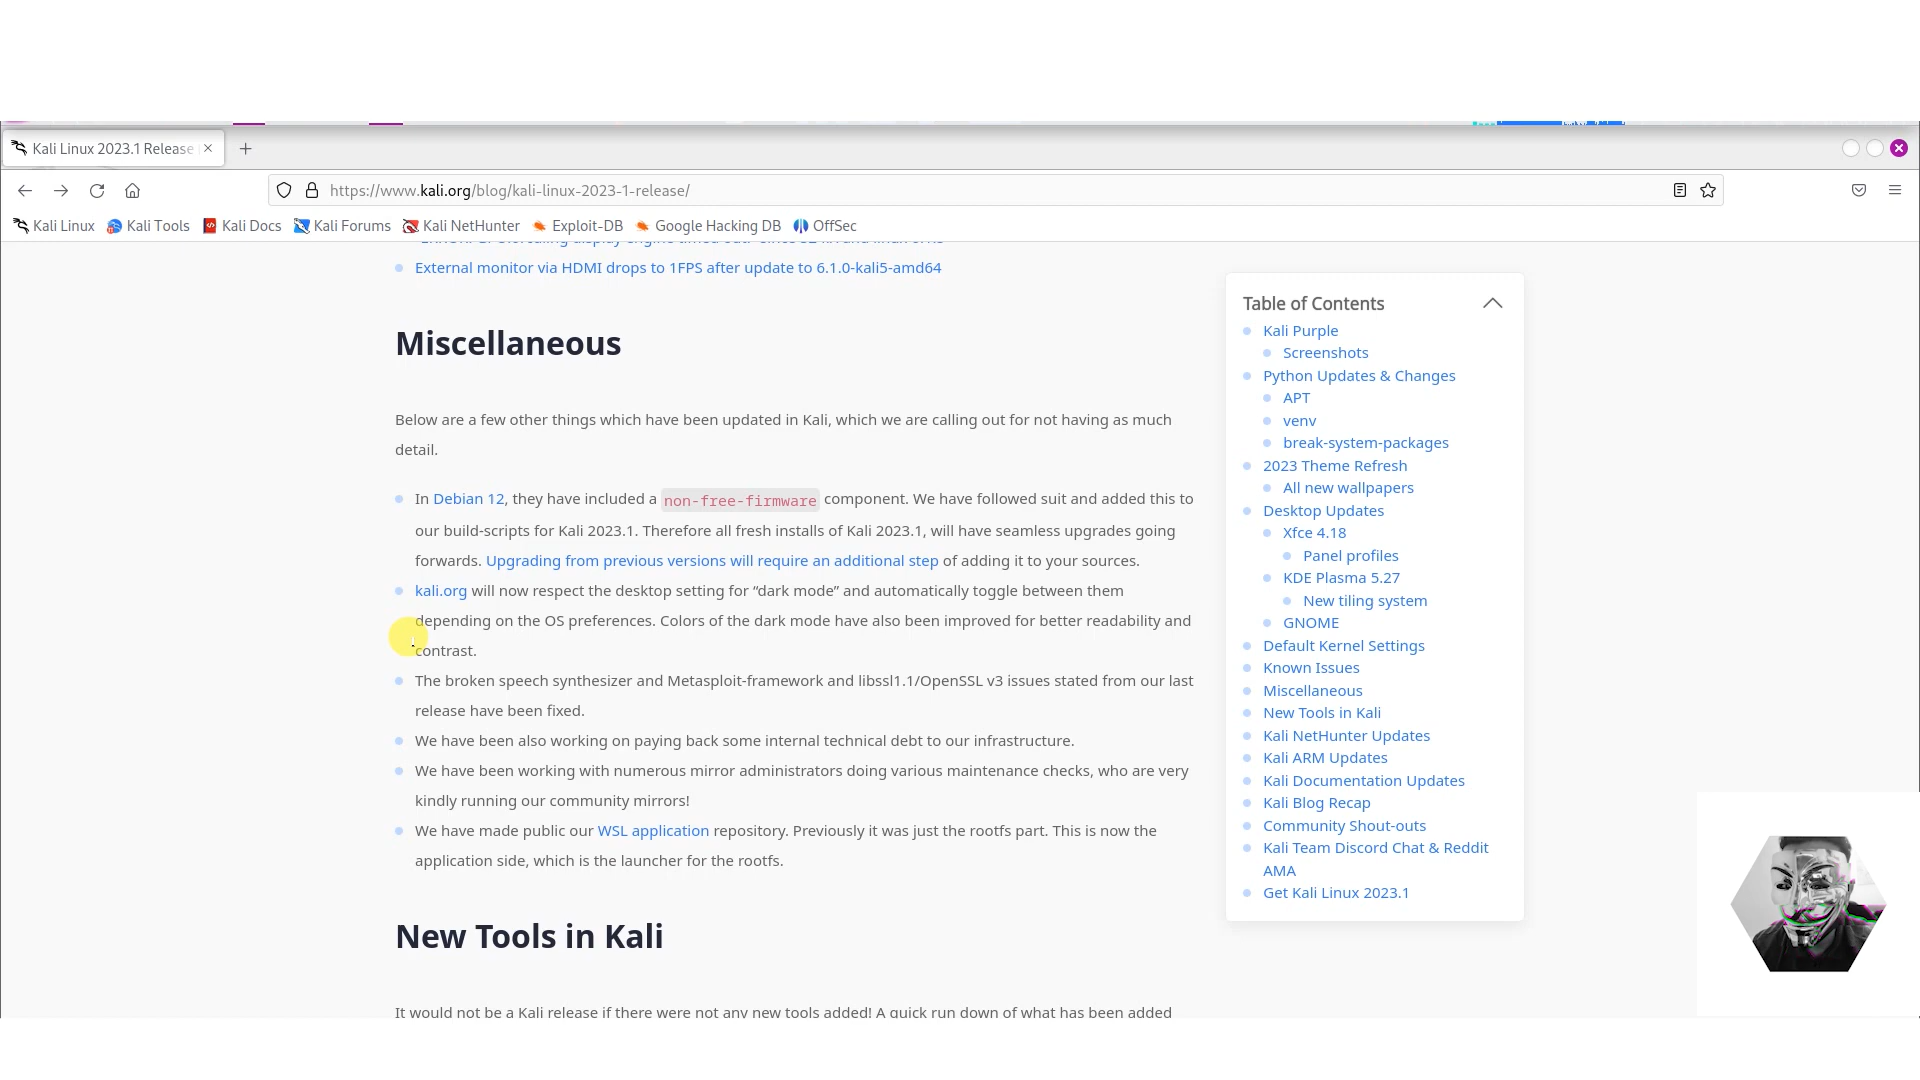 Kali Linux 2023.1 Release
https://www.kali.org/blog/kali-linux-2023-1-release/
Kali Linux Kali Tools Kali Docs Kali Forums Kali NetHunter Exploit-DB Google Hacking DB OffSec
External monitor via HDMI drops to 1FPS after update to 6.1.0-kali5-amd64
Miscellaneous
Below are a few other things which have been updated in Kali, which we are calling out for not having as much
detail.
In Debian 12, they have included a non-free-firmware component. We have followed suit and added this to
our build-scripts for Kali 2023.1. Therefore all fresh installs of Kali 2023.1, will have seamless upgrades going
forwards. Upgrading from previous versions will require an additional step of adding it to your sources.
kali.org will now respect the desktop setting for “dark mode” and automatically toggle between them
depending on the OS preferences. Colors of the dark mode have also been improved for better readability and
contrast.
The broken speech synthesizer and Metasploit-framework and libssl1.1/OpenSSL v3 issues stated from our last
release have been fixed.
We have been also working on paying back some internal technical debt to our infrastructure.
We have been working with numerous mirror administrators doing various maintenance checks, who are very
kindly running our community mirrors!
We have made public our WSL application repository. Previously it was just the rootfs part. This is now the
application side, which is the launcher for the rootfs.
New Tools in Kali
It would not be a Kali release if there were not any new tools added! A quick run down of what has been added
Table of Contents
Kali Purple
Screenshots
Python Updates & Changes
APT
venv
break-system-packages
2023 Theme Refresh
All new wallpapers
Desktop Updates
Xfce 4.18
Panel profiles
KDE Plasma 5.27
New tiling system
GNOME
Default Kernel Settings
Known Issues
Miscellaneous
New Tools in Kali
Kali NetHunter Updates
Kali ARM Updates
Kali Documentation Updates
Kali Blog Recap
Community Shout-outs
Kali Team Discord Chat & Reddit
AMA
Get Kali Linux 2023.1